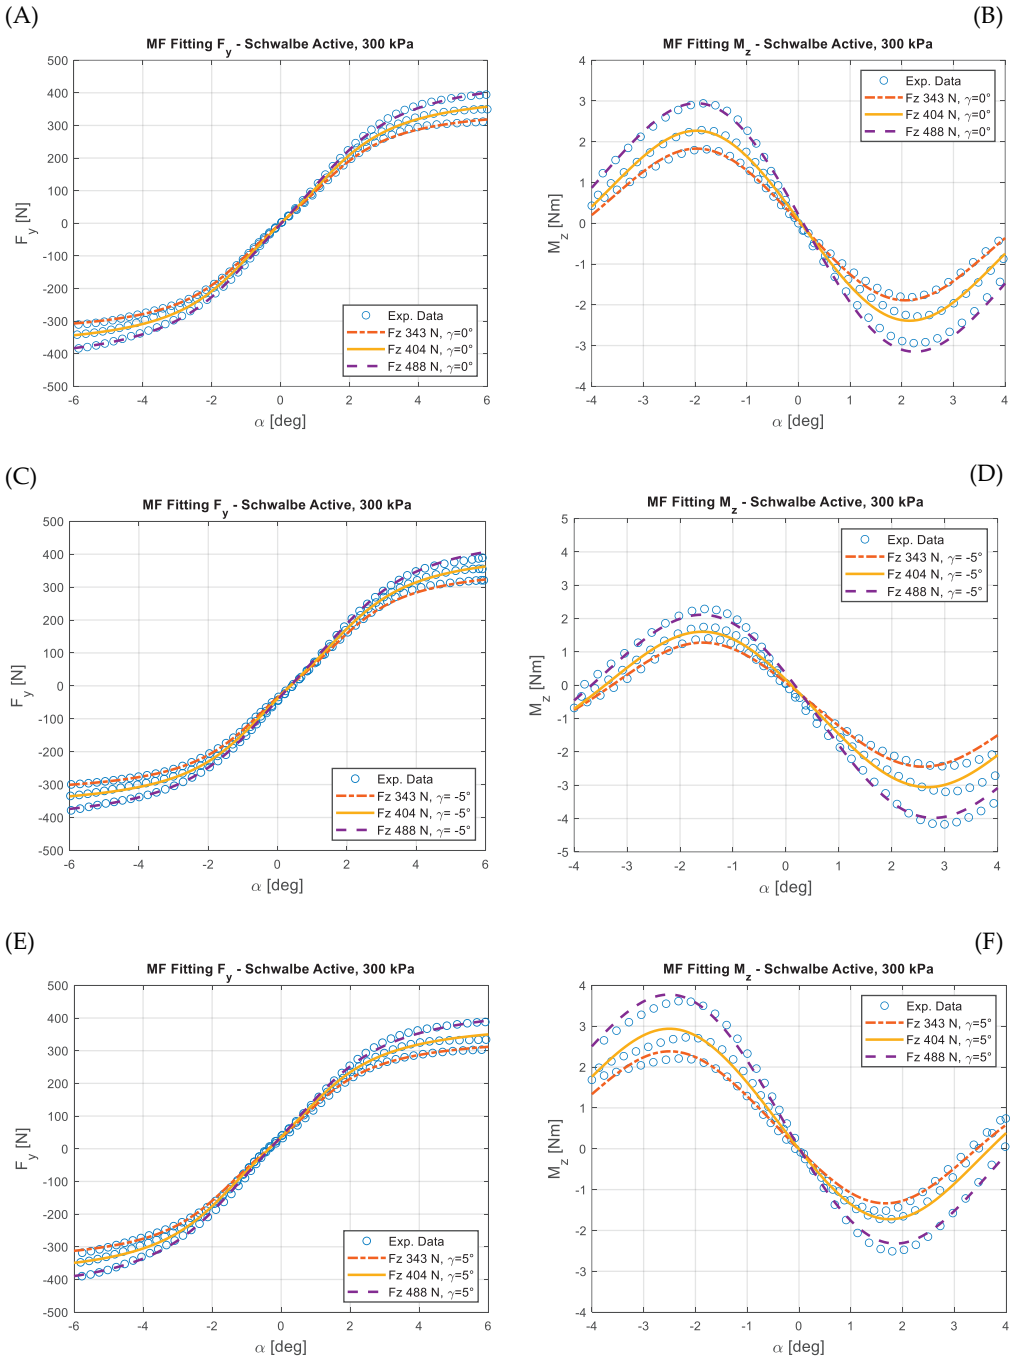 (A)
(B)
MF Fitting Fy - Schwalbe Active, 300 kPa
500
400
300
200
100
0
-100
-200
-300
-400
-500
Fy [N]
-6
-4
-2
0
2
4
6
α [deg]
Exp. Data
Fz 343 N, γ=0°
Fz 404 N, γ=0°
Fz 488 N, γ=0°
MF Fitting Mz - Schwalbe Active, 300 kPa
4
3
2
1
0
-1
-2
-3
-4
Mz [Nm]
-4
-3
-2
-1
0
1
2
3
4
α [deg]
Exp. Data
Fz 343 N, γ=0°
Fz 404 N, γ=0°
Fz 488 N, γ=0°
(C)
(D)
MF Fitting Fy - Schwalbe Active, 300 kPa
500
400
300
200
100
0
-100
-200
-300
-400
-500
Fy [N]
-6
-4
-2
0
2
4
6
α [deg]
Exp. Data
Fz 343 N, γ= -5°
Fz 404 N, γ= -5°
Fz 488 N, γ= -5°
MF Fitting Mz - Schwalbe Active, 300 kPa
5
4
3
2
1
0
-1
-2
-3
-4
-5
Mz [Nm]
-4
-3
-2
-1
0
1
2
3
4
α [deg]
Exp. Data
Fz 343 N, γ= -5°
Fz 404 N, γ= -5°
Fz 488 N, γ= -5°
(E)
(F)
MF Fitting Fy - Schwalbe Active, 300 kPa
500
400
300
200
100
0
-100
-200
-300
-400
-500
Fy [N]
-6
-4
-2
0
2
4
6
α [deg]
Exp. Data
Fz 343 N, γ=5°
Fz 404 N, γ=5°
Fz 488 N, γ=5°
MF Fitting Mz - Schwalbe Active, 300 kPa
4
3
2
1
0
-1
-2
-3
-4
Mz [Nm]
-4
-3
-2
-1
0
1
2
3
4
α [deg]
Exp. Data
Fz 343 N, γ=5°
Fz 404 N, γ=5°
Fz 488 N, γ=5°